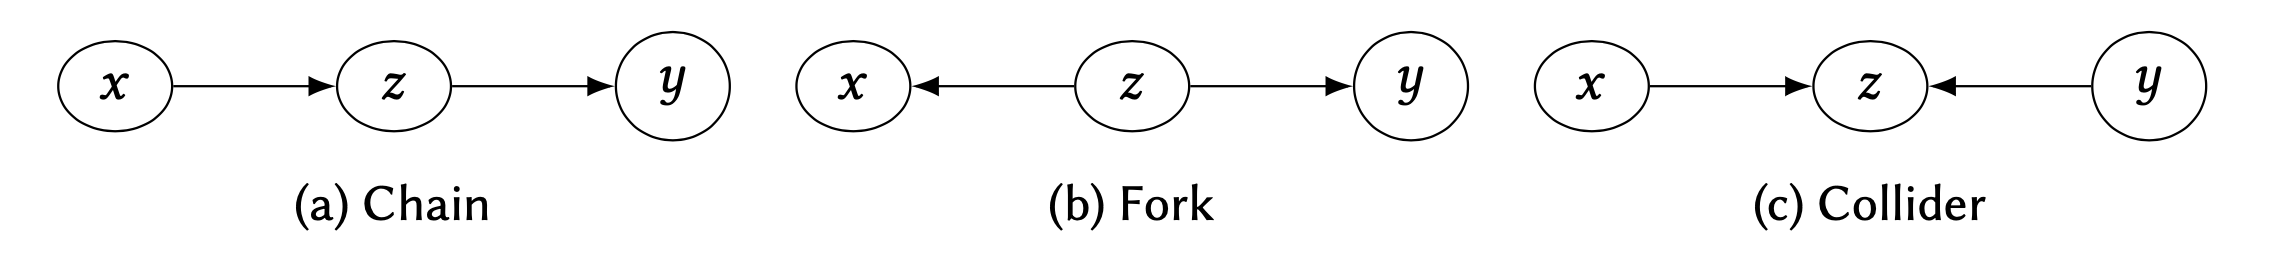 x z y x z y x z y
(a) Chain (b) Fork (c) Collider